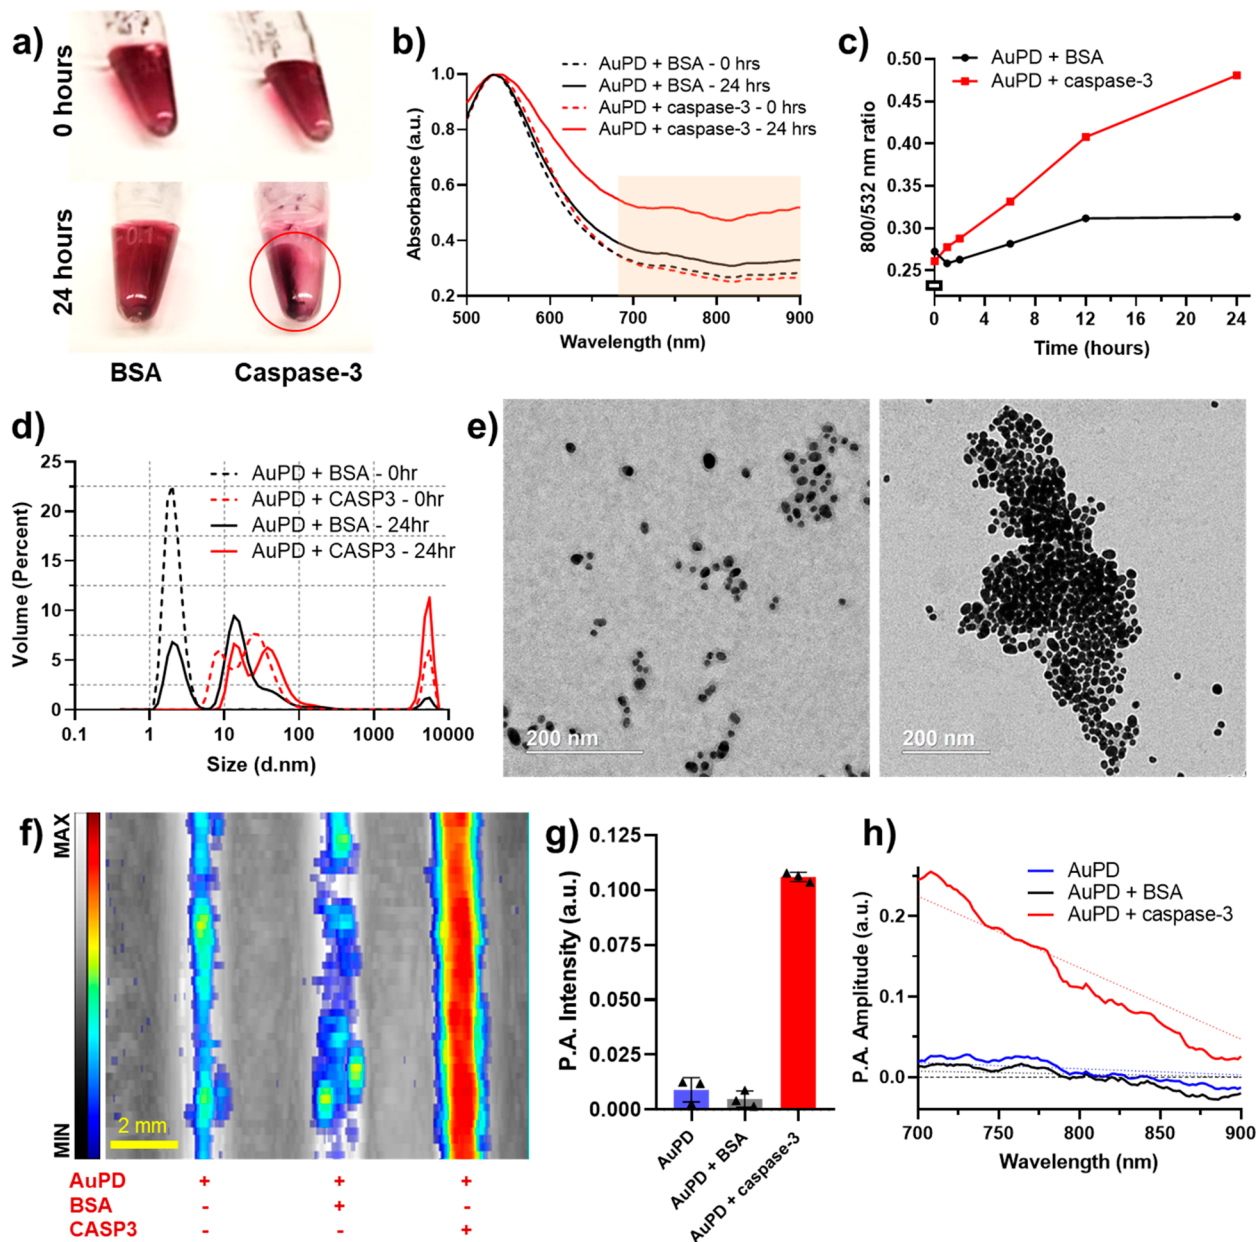 a)
0 hours
24 hours
BSA
Caspase-3
b)
AuPD + BSA - 0 hrs
AuPD + BSA - 24 hrs
AuPD + caspase-3 - 0 hrs
AuPD + caspase-3 - 24 hrs
Absorbance (a.u.)
1.0
0.8
0.6
0.4
0.2
500
600
700
800
900
Wavelength (nm)
c)
AuPD + BSA
AuPD + caspase-3
800/532 nm ratio
0.50
0.45
0.40
0.35
0.30
0.25
0
4
8
12
16
20
24
Time (hours)
d)
AuPD + BSA - 0hr
AuPD + CASP3 - 0hr
AuPD + BSA - 24hr
AuPD + CASP3 - 24hr
Volume (Percent)
25
20
15
10
5
0
0.1
1
10
100
1000
10000
Size (d.nm)
e)
200 nm
200 nm
f)
MAX
MIN
2 mm
AuPD + + +
BSA - + -
CASP3 - - +
g)
P.A. Intensity (a.u.)
0.125
0.100
0.075
0.050
0.025
0.000
AuPD
AuPD + BSA
AuPD + caspase-3
h)
AuPD
AuPD + BSA
AuPD + caspase-3
P.A. Amplitude (a.u.)
0.2
0.1
0.0
700
750
800
850
900
Wavelength (nm)